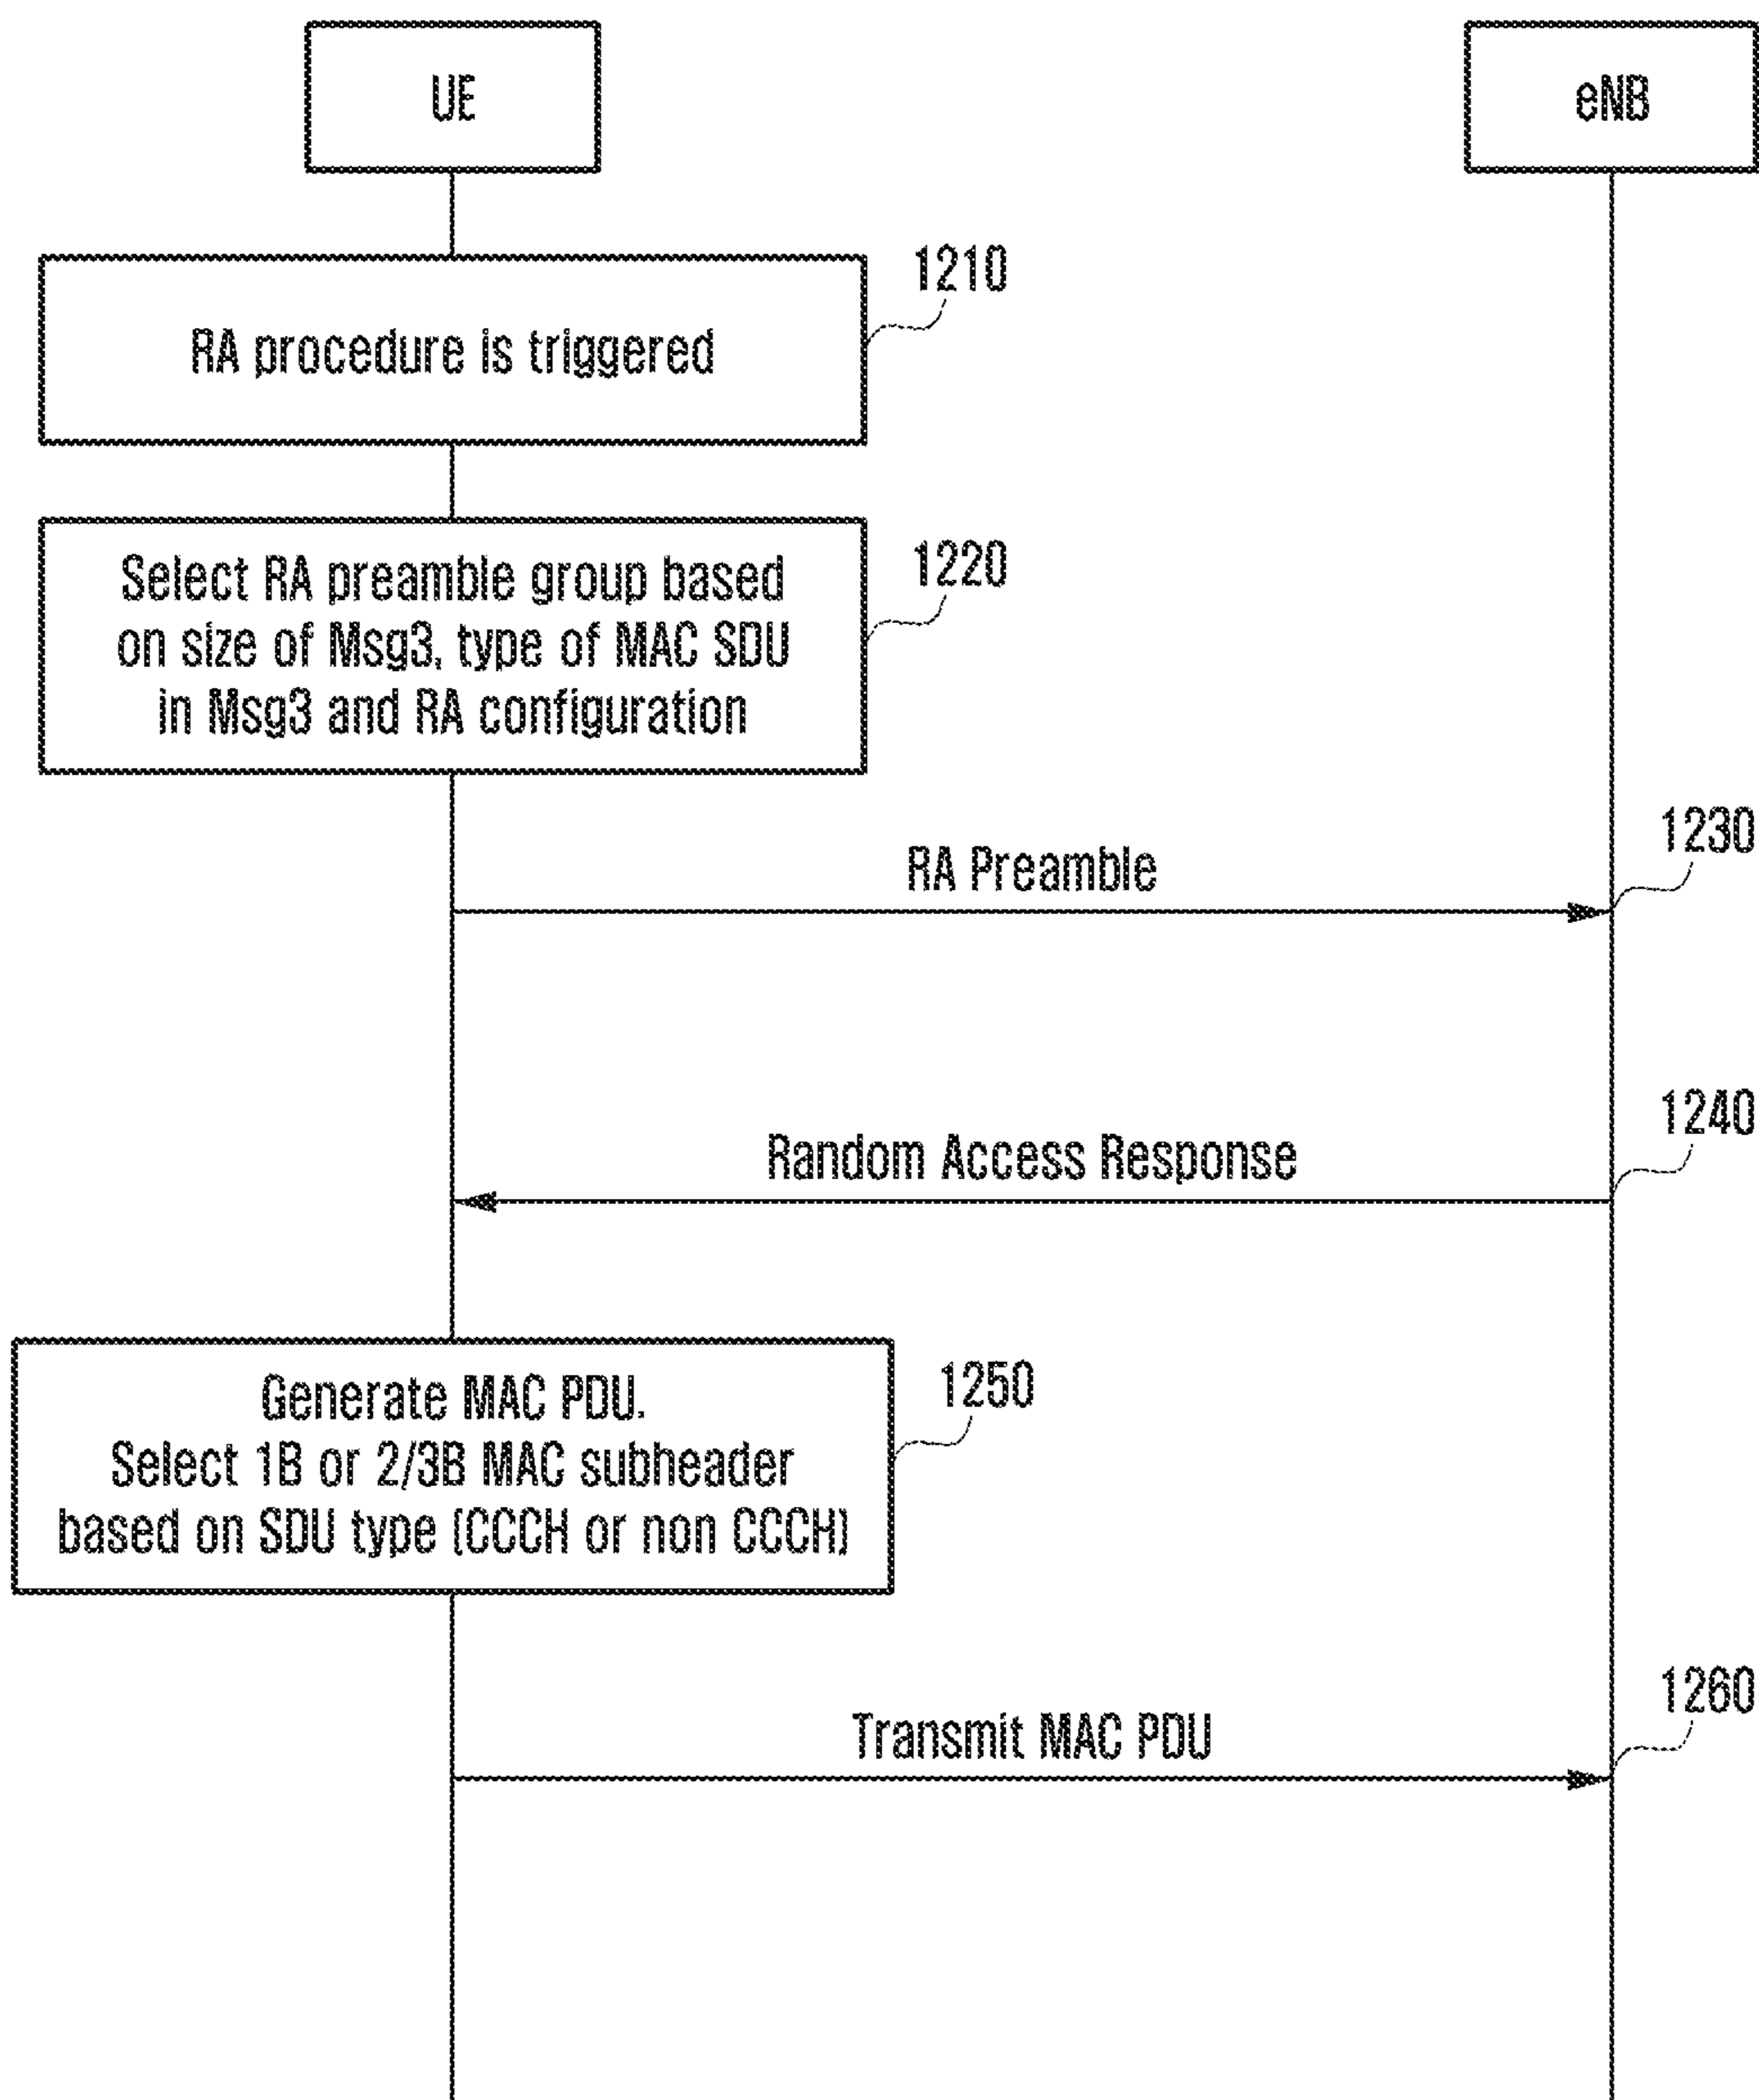 UE
eNB
1210
RA procedure is triggered
1220
Select RA preamble group based
on size of Msg3, type of MAC SDU
in Msg3 and RA configuration
1230
RA Preamble
1240
Random Access Response
1250
Generate MAC PDU.
Select 1B or 2/3B MAC subheader
based on SDU type (CCCH or non CCCH)
1260
Transmit MAC PDU